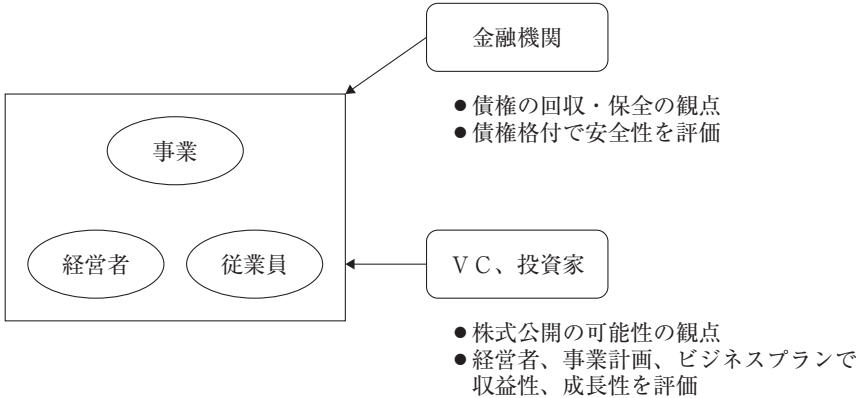 金融機関
●債権の回収・保全の観点
●債権格付で安全性を評価
事業
経営者
従業員
ＶＣ、投資家
●株式公開の可能性の観点
●経営者、事業計画、ビジネスプランで
収益性、成長性を評価